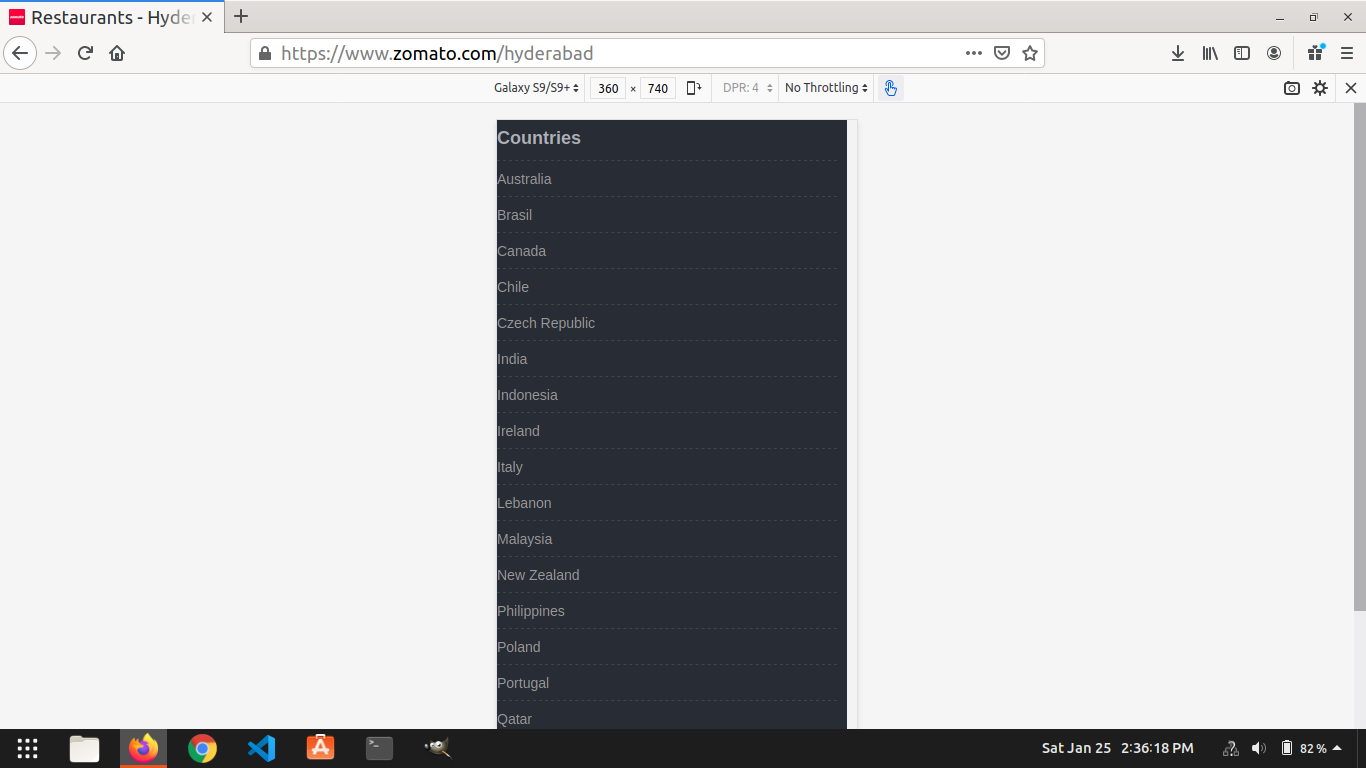 Restaurants - Hyde
https://www.zomato.com/hyderabad
Galaxy S9/S9+ 360 × 740 DPR: 4 No Throttling
Countries
Australia
Brasil
Canada
Chile
Czech Republic
India
Indonesia
Ireland
Italy
Lebanon
Malaysia
New Zealand
Philippines
Poland
Portugal
Qatar
Sat Jan 25 2:36:18 PM 82 %